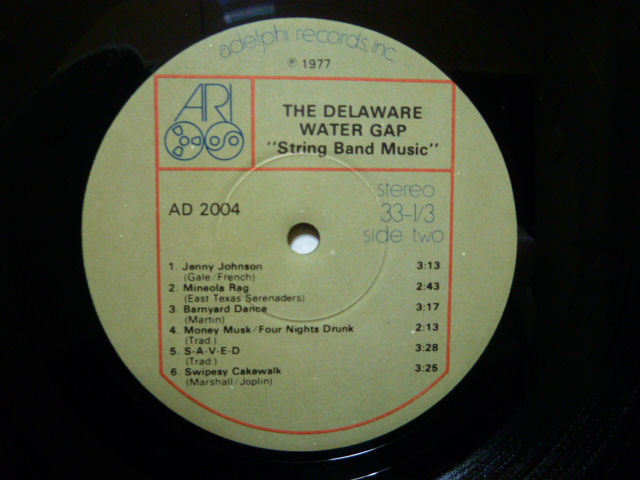 adelphi records, inc.
℗ 1977
ARI
THE DELAWARE
WATER GAP
"String Band Music"
stereo
AD 2004
33-1/3
side two
1. Jenny Johnson 3:13
(Gale/French)
2. Mineola Rag 2:43
(East Texas Serenaders)
3. Barnyard Dance 3:17
(Martin)
4. Money Musk/Four Nights Drunk 2:13
(Trad.)
5. S-A-V-E-D 3:28
(Trad.)
6. Swipesy Cakewalk 3:25
(Marshall/Joplin)